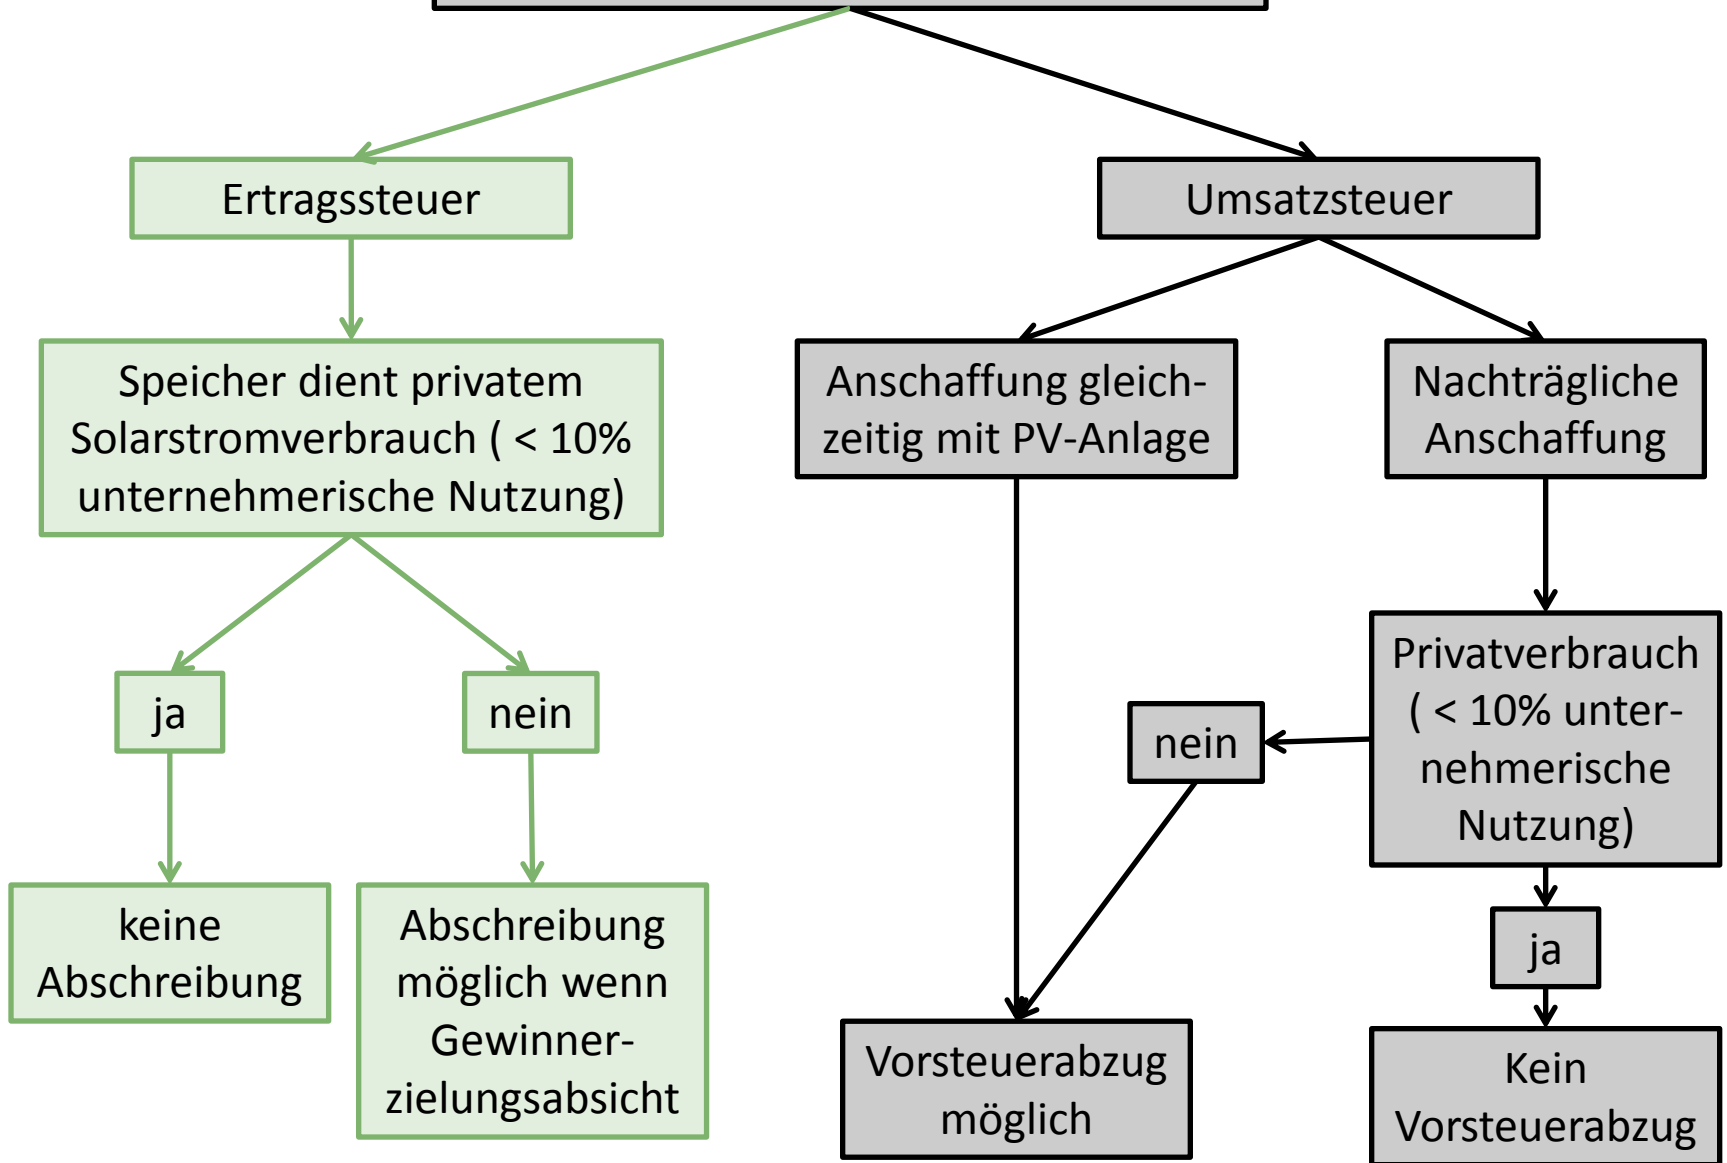 Ertragssteuer
Umsatzsteuer
Speicher dient privatem
Solarstromverbrauch ( < 10%
unternehmerische Nutzung)
Anschaffung gleich-
zeitig mit PV-Anlage
Nachträgliche
Anschaffung
ja
nein
nein
Privatverbrauch
( < 10% unter-
nehmerische
Nutzung)
keine
Abschreibung
Abschreibung
möglich wenn
Gewinner-
zielungsabsicht
ja
Vorsteuerabzug
möglich
Kein
Vorsteuerabzug